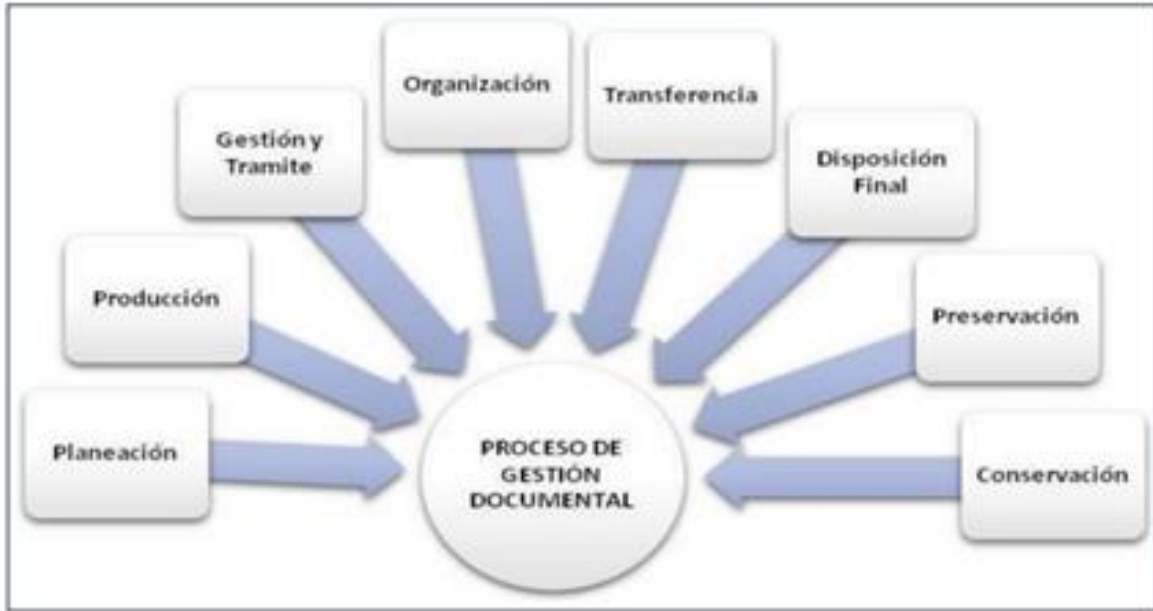 Organización
Transferencia
Gestión y
Tramite
Disposición
Final
Producción
Preservación
Planeación
PROCESO DE
GESTIÓN
DOCUMENTAL
Conservación